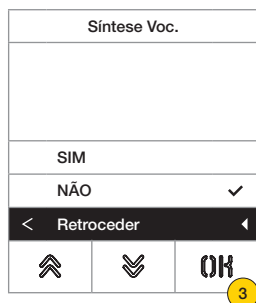 Síntese Voc.
SIM
NÃO ✓
< Retroceder
OK
3